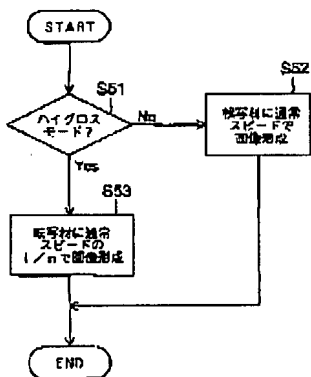 START
S51
ハイグロス
モード？
No
Yes
S52
転写材に通常
スピードで
画像形成
S53
転写材に通常
スピードの
1／nで画像形成
END